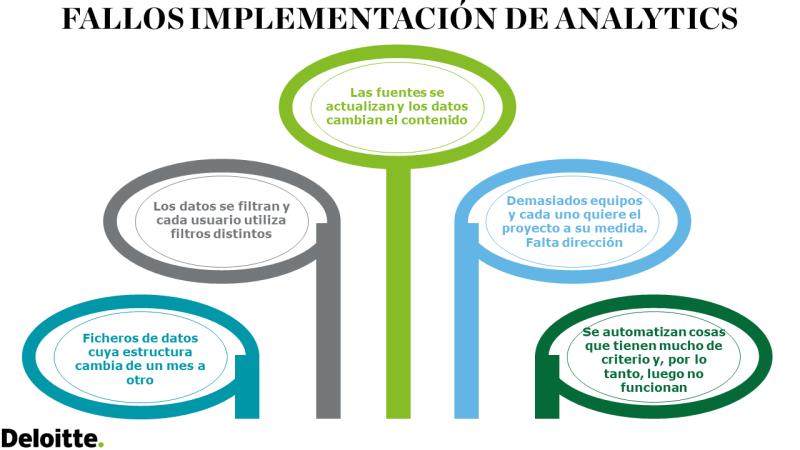 FALLOS IMPLEMENTACIÓN DE ANALYTICS
Las fuentes se
actualizan y los datos
cambian el contenido
Los datos se filtran y
cada usuario utiliza
filtros distintos
Demasiados equipos
y cada uno quiere el
proyecto a su medida.
Falta dirección
Ficheros de datos
cuya estructura
cambia de un mes a
otro
Se automatizan cosas
que tienen mucho de
criterio y, por lo
tanto, luego no
funcionan
Deloitte.